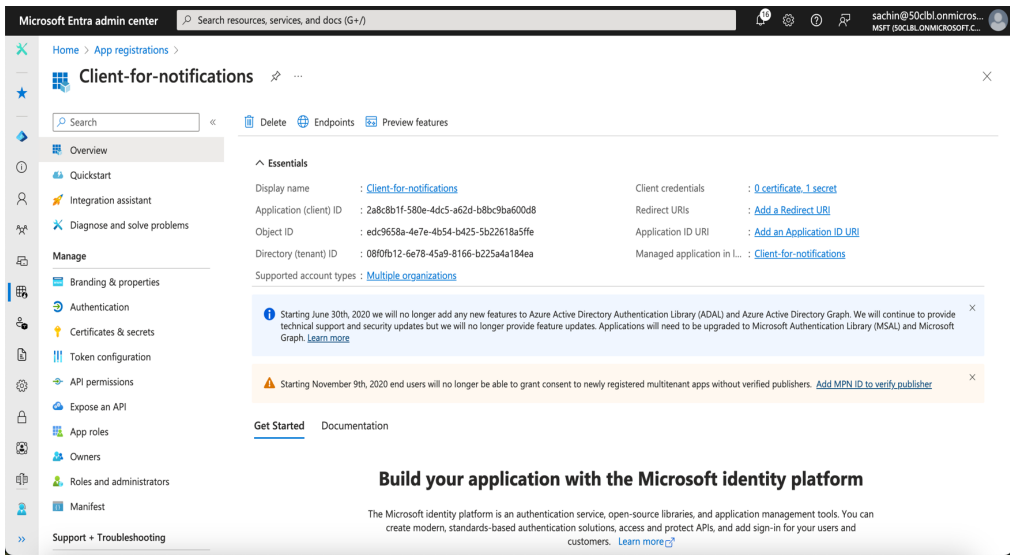 Microsoft Entra admin center
Search resources, services, and docs (G+/)
16
sachin@50clbl.onmicros...
MSFT (50CLBL.ONMICROSOFT.C...
Home > App registrations >
Client-for-notifications
Search
«
Delete
Endpoints
Preview features
Overview
Quickstart
Integration assistant
Diagnose and solve problems
Manage
Branding & properties
Authentication
Certificates & secrets
Token configuration
API permissions
Expose an API
App roles
Owners
Roles and administrators
Manifest
Support + Troubleshooting
Essentials
Display name : Client-for-notifications
Application (client) ID : 2a8c8b1f-580e-4dc5-a62d-b8bc9ba600d8
Object ID : edc9658a-4e7e-4b54-b425-5b22618a5ffe
Directory (tenant) ID : 08f0fb12-6e78-45a9-8166-b225a4a184ea
Supported account types : Multiple organizations
Client credentials : 0 certificate, 1 secret
Redirect URIs : Add a Redirect URI
Application ID URI : Add an Application ID URI
Managed application in l... : Client-for-notifications
Starting June 30th, 2020 we will no longer add any new features to Azure Active Directory Authentication Library (ADAL) and Azure Active Directory Graph. We will continue to provide
technical support and security updates but we will no longer provide feature updates. Applications will need to be upgraded to Microsoft Authentication Library (MSAL) and Microsoft
Graph. Learn more
Starting November 9th, 2020 end users will no longer be able to grant consent to newly registered multitenant apps without verified publishers. Add MPN ID to verify publisher
Get Started
Documentation
Build your application with the Microsoft identity platform
The Microsoft identity platform is an authentication service, open-source libraries, and application management tools. You can
create modern, standards-based authentication solutions, access and protect APIs, and add sign-in for your users and
customers. Learn more
»